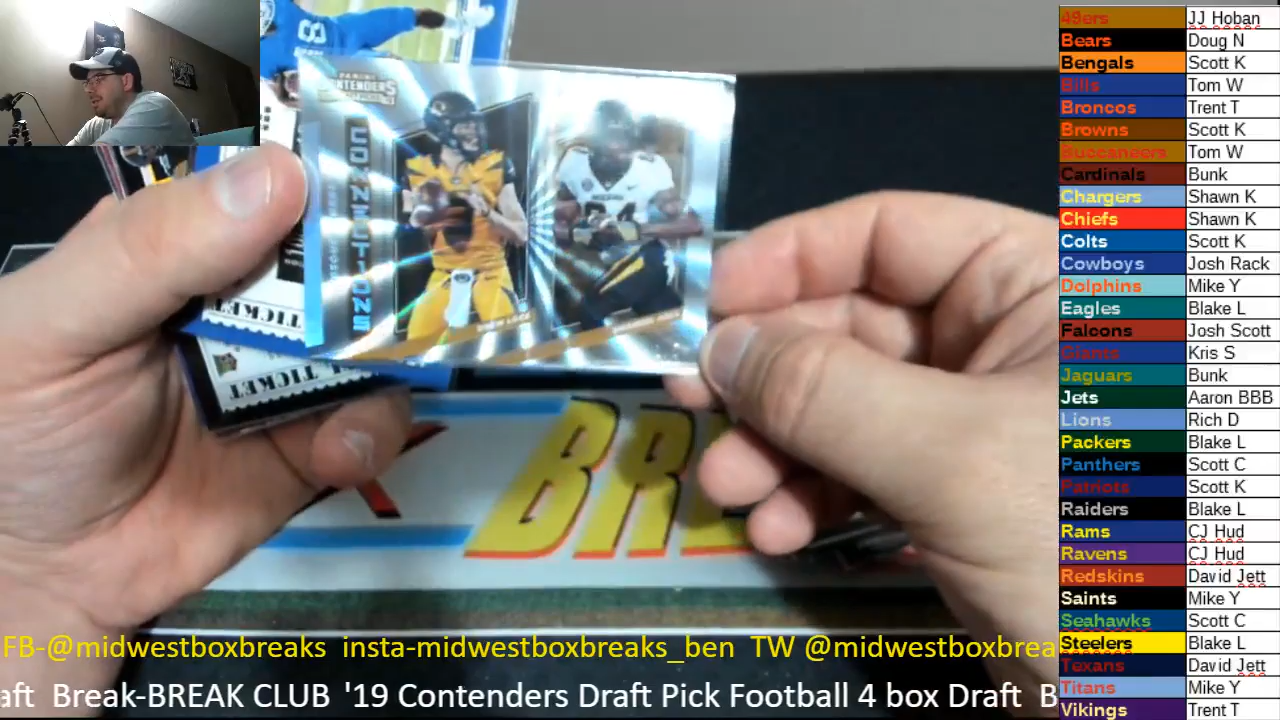 PANINI
CONTENDERS
CONNECTIONS
TICKET
TICKET
8
BRE
49ers JJ Hoban
Bears Doug N
Bengals Scott K
Bills Tom W
Broncos Trent T
Browns Scott K
Buccaneers Tom W
Cardinals Bunk
Chargers Shawn K
Chiefs Shawn K
Colts Scott K
Cowboys Josh Rack
Dolphins Mike Y
Eagles Blake L
Falcons Josh Scott
Giants Kris S
Jaguars Bunk
Jets Aaron BBB
Lions Rich D
Packers Blake L
Panthers Scott C
Patriots Scott K
Raiders Blake L
Rams CJ Hud
Ravens CJ Hud
Redskins David Jett
Saints Mike Y
Seahawks Scott C
Steelers Blake L
Texans David Jett
Titans Mike Y
Vikings Trent T
FB-@midwestboxbreaks insta-midwestboxbreaks_ben TW @midwestboxbrea
aft Break-BREAK CLUB '19 Contenders Draft Pick Football 4 box Draft B